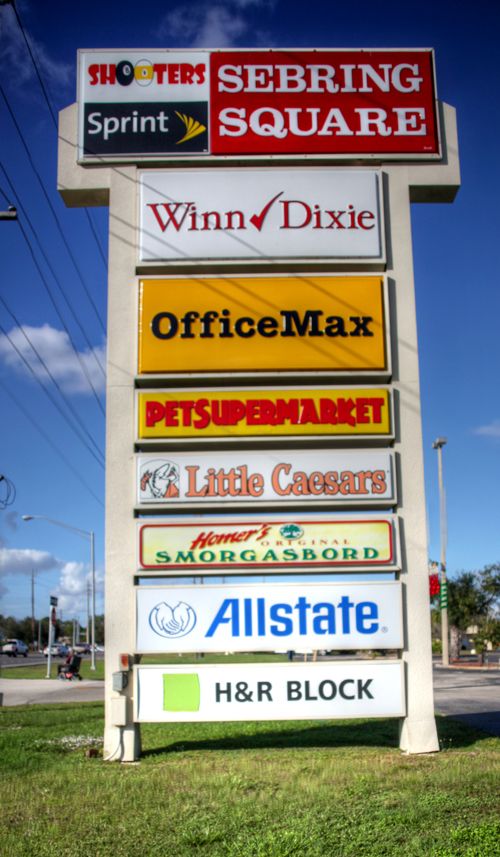 SHOOTERS
Sprint
SEBRING
SQUARE
Winn Dixie
OfficeMax
PETSUPERMARKET
Little Caesars
Homer's
ORIGINAL
SMORGASBORD
Allstate
H&R BLOCK